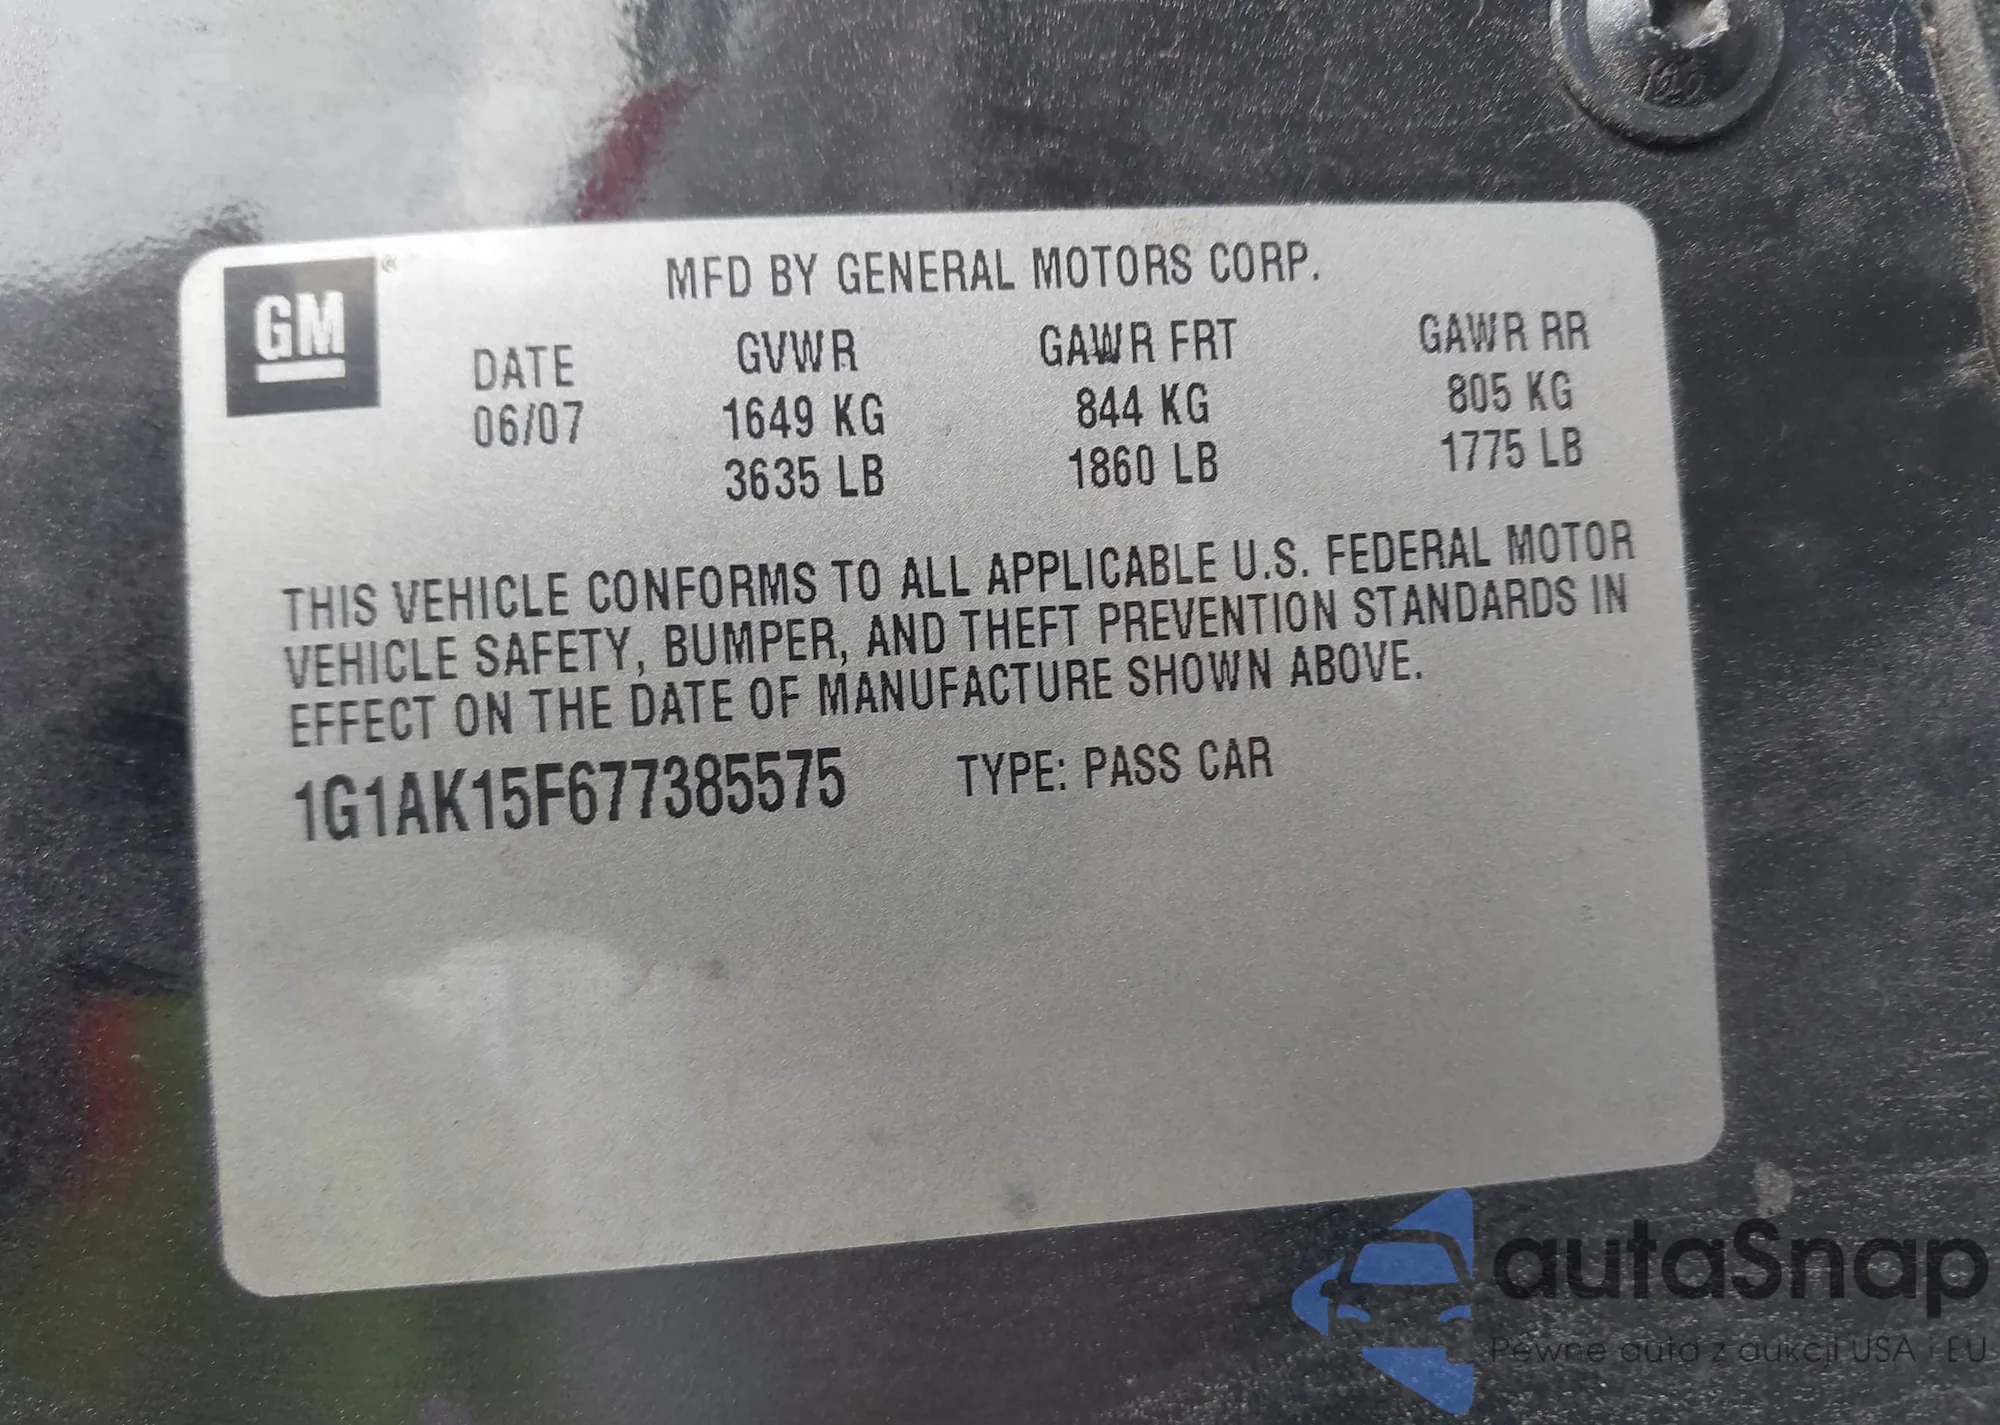 GM ®
MFD BY GENERAL MOTORS CORP.
DATE GVWR GAWR FRT GAWR RR
06/07 1649 KG 844 KG 805 KG
3635 LB 1860 LB 1775 LB
THIS VEHICLE CONFORMS TO ALL APPLICABLE U.S. FEDERAL MOTOR
VEHICLE SAFETY, BUMPER, AND THEFT PREVENTION STANDARDS IN
EFFECT ON THE DATE OF MANUFACTURE SHOWN ABOVE.
1G1AK15F677385575 TYPE: PASS CAR
autaSnap
Pewne auto z aukcji USA i EU